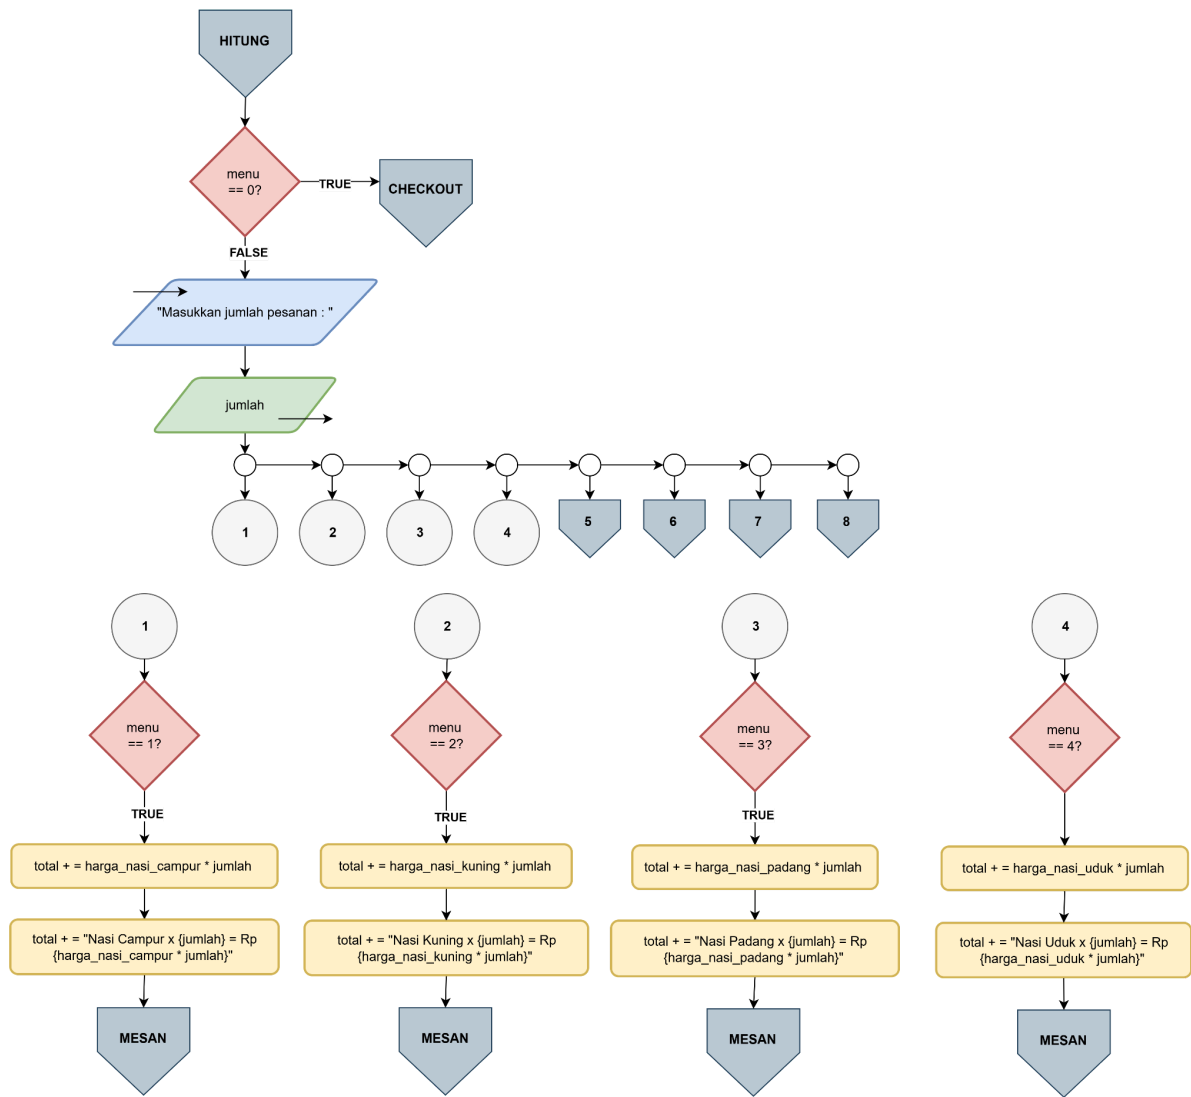 HITUNG
menu
== 0?
TRUE
CHECKOUT
FALSE
"Masukkan jumlah pesanan : "
jumlah
1
2
3
4
5
6
7
8
1
2
3
4
menu
== 1?
menu
== 2?
menu
== 3?
menu
== 4?
TRUE
TRUE
TRUE
total + = harga_nasi_campur * jumlah
total + = harga_nasi_kuning * jumlah
total + = harga_nasi_padang * jumlah
total + = harga_nasi_uduk * jumlah
total + = "Nasi Campur x {jumlah} = Rp
{harga_nasi_campur * jumlah}"
total + = "Nasi Kuning x {jumlah} = Rp
{harga_nasi_kuning * jumlah}"
total + = "Nasi Padang x {jumlah} = Rp
{harga_nasi_padang * jumlah}"
total + = "Nasi Uduk x {jumlah} = Rp
{harga_nasi_uduk * jumlah}"
MESAN
MESAN
MESAN
MESAN